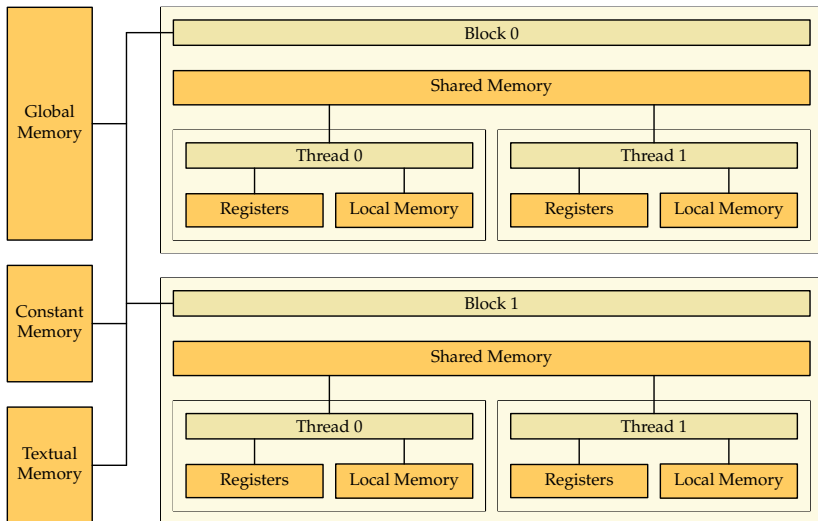 Global
Memory
Constant
Memory
Textual
Memory
Block 0
Shared Memory
Thread 0
Registers
Local Memory
Thread 1
Registers
Local Memory
Block 1
Shared Memory
Thread 0
Registers
Local Memory
Thread 1
Registers
Local Memory